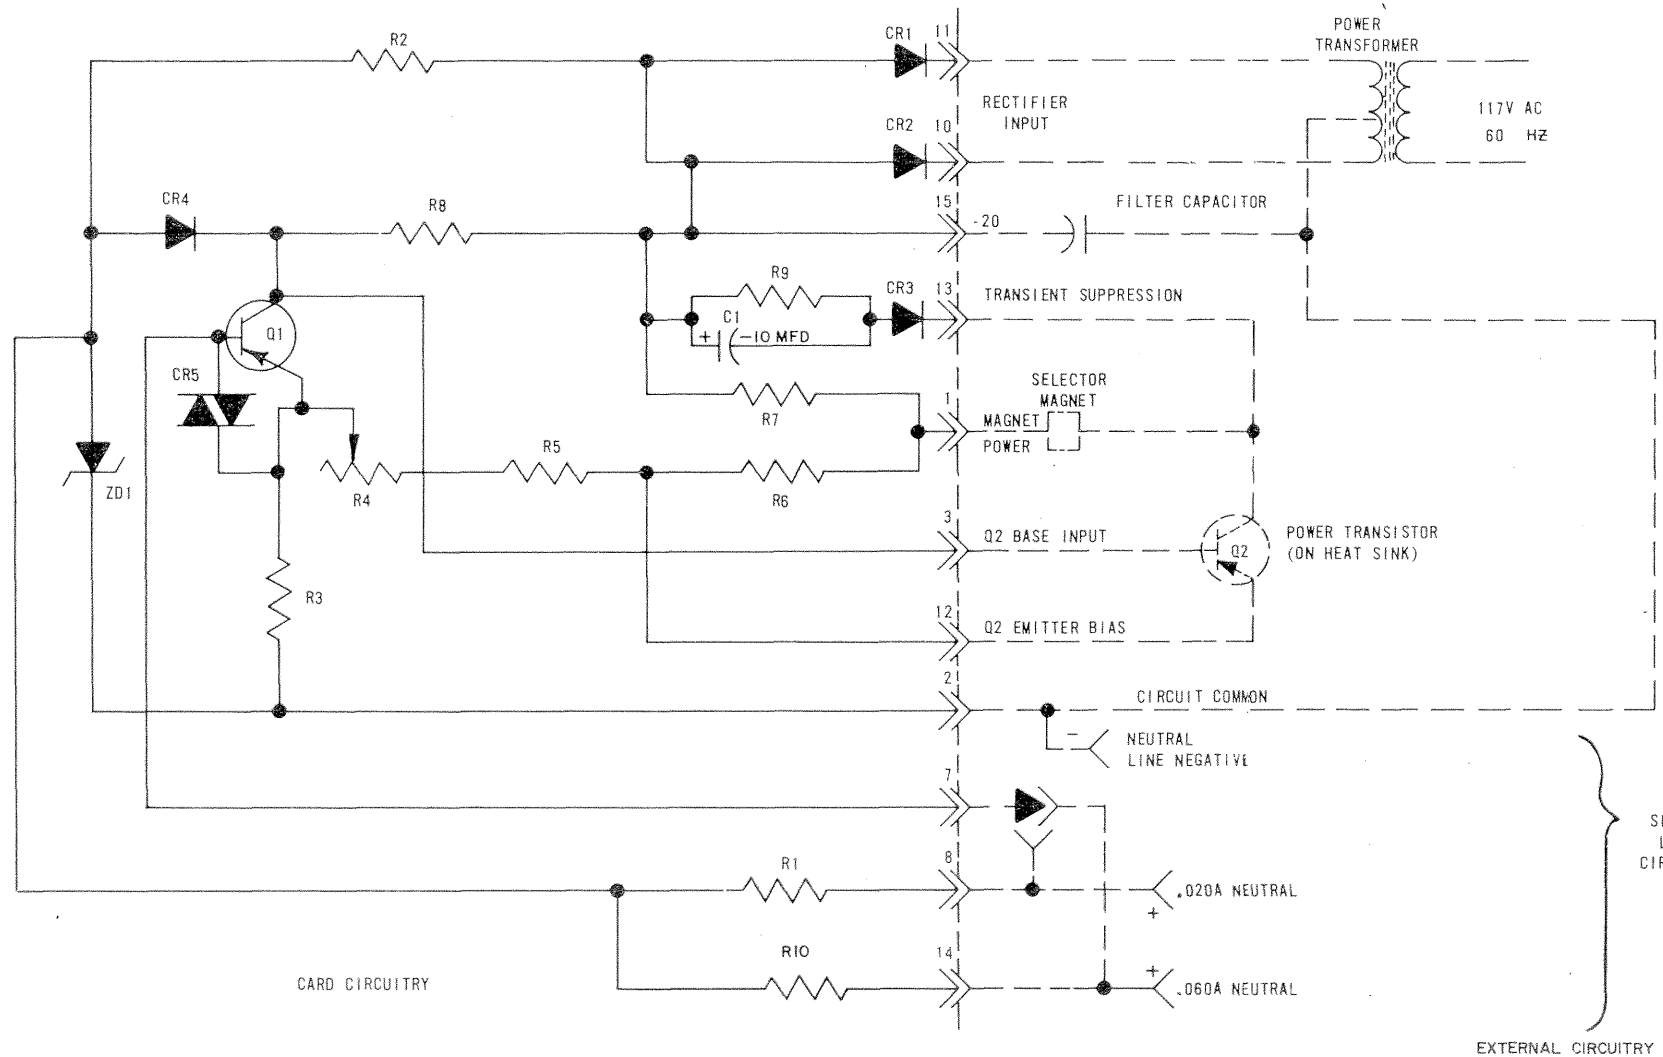 POWER
TRANSFORMER
R2
CR1
11
RECTIFIER
INPUT
117V AC
60 HZ
CR2
10
CR4
R8
15
-20
FILTER CAPACITOR
R9
CR3
13
TRANSIENT SUPPRESSION
Q1
C1
+
-10 MFD
CR5
R7
1
SELECTOR
MAGNET
MAGNET
POWER
ZD1
R4
R5
R6
3
Q2 BASE INPUT
Q2
POWER TRANSISTOR
(ON HEAT SINK)
R3
12
Q2 EMITTER BIAS
2
CIRCUIT COMMON
-
NEUTRAL
LINE NEGATIVE
7
R1
8
.020A NEUTRAL
+
R10
14
+
.060A NEUTRAL
CARD CIRCUITRY
EXTERNAL CIRCUITRY